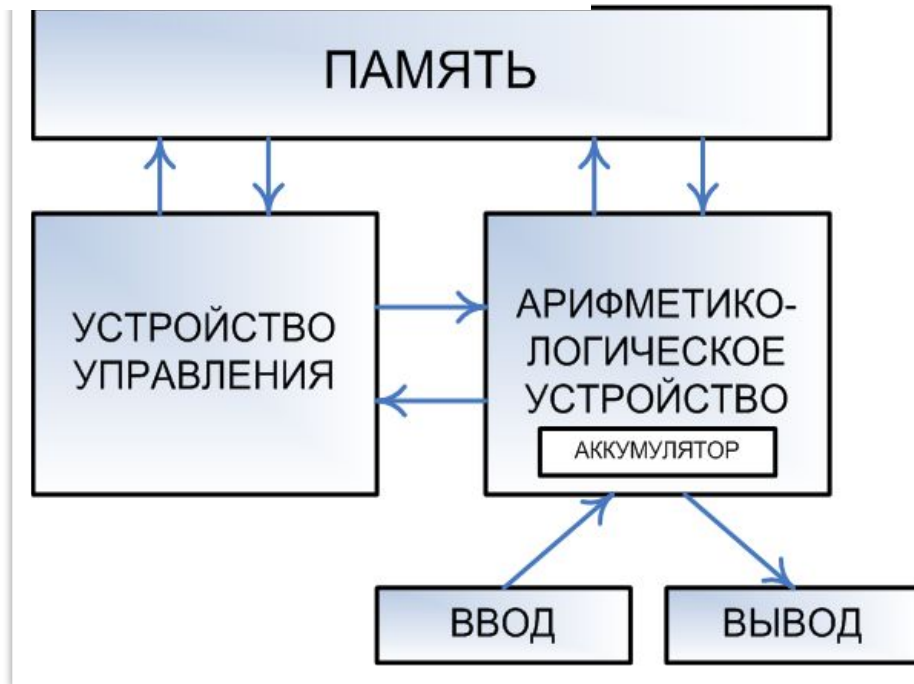 ПАМЯТЬ
УСТРОЙСТВО
УПРАВЛЕНИЯ
АРИФМЕТИКО-
ЛОГИЧЕСКОЕ
УСТРОЙСТВО
АККУМУЛЯТОР
ВВОД
ВЫВОД